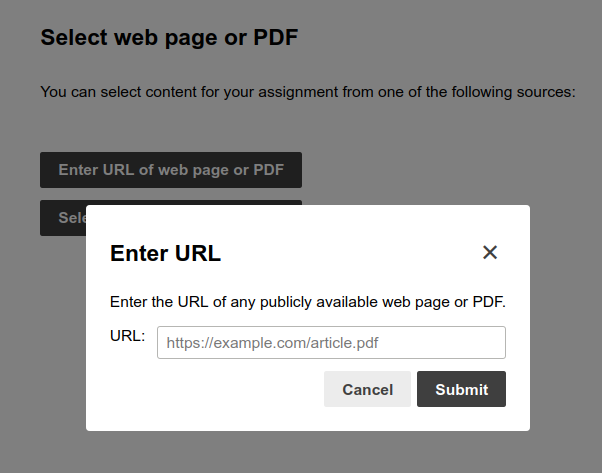 Select web page or PDF
You can select content for your assignment from one of the following sources:
Enter URL of web page or PDF
Enter URL
✕
Enter the URL of any publicly available web page or PDF.
URL:
https://example.com/article.pdf
Cancel
Submit